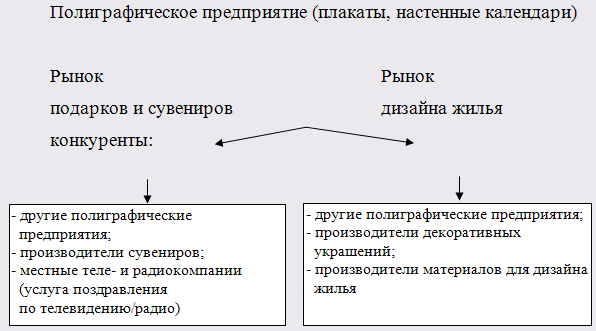 Полиграфическое предприятие (плакаты, настенные календари)
Рынок
подарков и сувениров
конкуренты:
Рынок
дизайна жилья
- другие полиграфические
предприятия;
- производители сувениров;
- местные теле- и радиокомпании
(услуга поздравления
по телевидению/радио)
- другие полиграфические предприятия;
- производители декоративных
украшений;
- производители материалов для дизайна
жилья